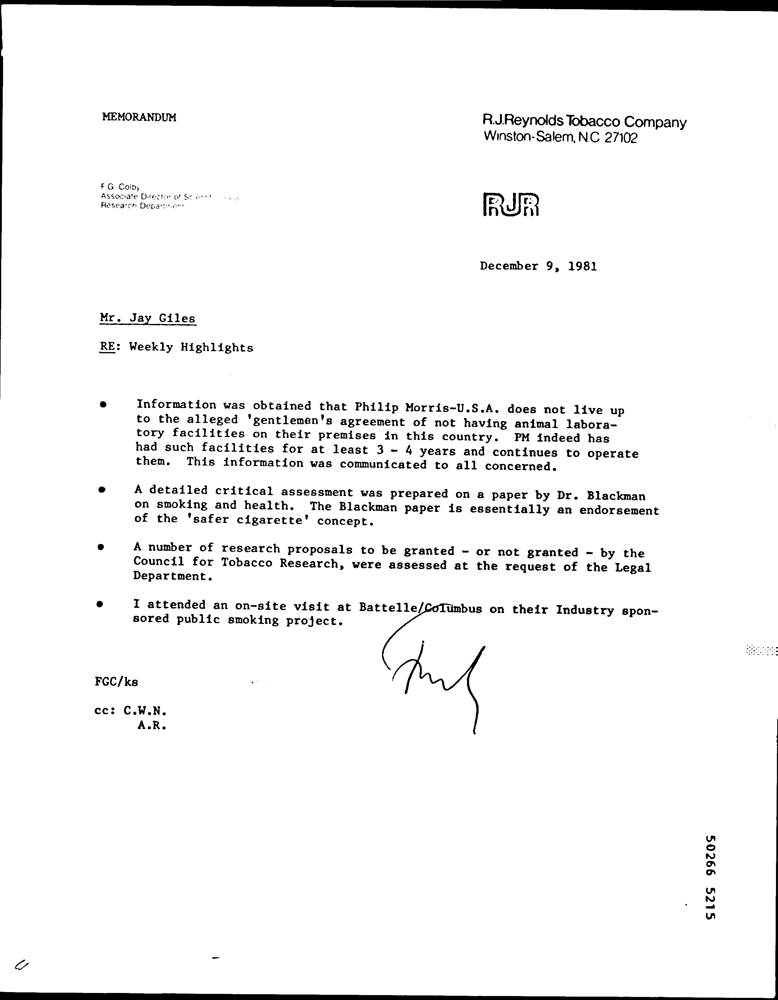 MEMORANDUM
R.J.Reynolds Tobacco Company
Winston-Salem, N.C. 27102
F.G. Colby
Associate Director of
Research Department
RJR
December 9, 1981
Mr. Jay Giles
RE: Weekly Highlights
● Information was obtained that Philip Morris-U.S.A. does not live up
to the alleged 'gentlemen's agreement of not having animal labora-
tory facilities on their premises in this country. PM indeed has
had such facilities for at least 3 - 4 years and continues to operate
them. This information was communicated to all concerned.
● A detailed critical assessment was prepared on a paper by Dr. Blackman
on smoking and health. The Blackman paper is essentially an endorsement
of the 'safer cigarette' concept.
● A number of research proposals to be granted - or not granted - by the
Council for Tobacco Research, were assessed at the request of the Legal
Department.
● I attended an on-site visit at Battelle/Columbus on their Industry spon-
sored public smoking project.
FGC/ks
cc: C.W.N.
A.R.
50266 5215